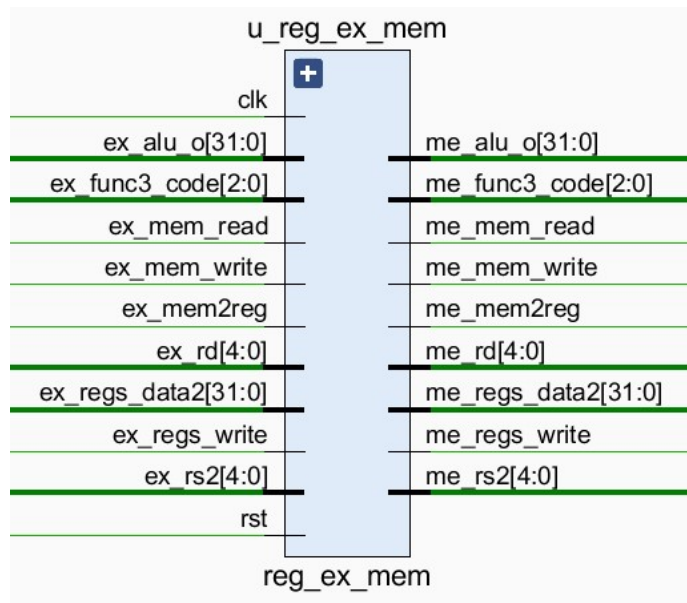 u_reg_ex_mem
clk
ex_alu_o[31:0] me_alu_o[31:0]
ex_func3_code[2:0] me_func3_code[2:0]
ex_mem_read me_mem_read
ex_mem_write me_mem_write
ex_mem2reg me_mem2reg
ex_rd[4:0] me_rd[4:0]
ex_regs_data2[31:0] me_regs_data2[31:0]
ex_regs_write me_regs_write
ex_rs2[4:0] me_rs2[4:0]
rst
reg_ex_mem